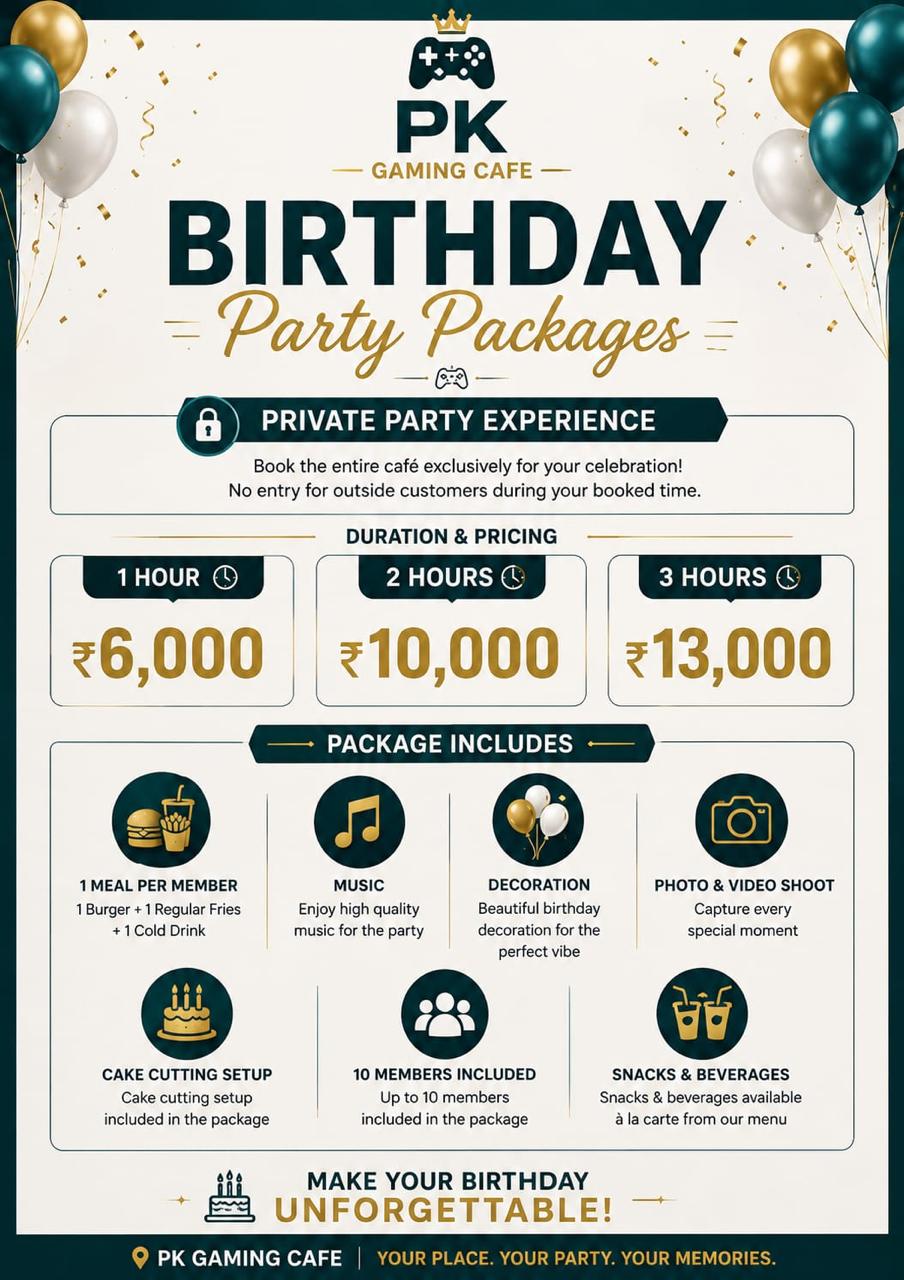 PK
GAMING CAFE
BIRTHDAY
Party Packages
PRIVATE PARTY EXPERIENCE
Book the entire café exclusively for your celebration!
No entry for outside customers during your booked time.
DURATION & PRICING
1 HOUR
₹6,000
2 HOURS
₹10,000
3 HOURS
₹13,000
PACKAGE INCLUDES
1 MEAL PER MEMBER
1 Burger + 1 Regular Fries
+ 1 Cold Drink
MUSIC
Enjoy high quality
music for the party
DECORATION
Beautiful birthday
decoration for the
perfect vibe
PHOTO & VIDEO SHOOT
Capture every
special moment
CAKE CUTTING SETUP
Cake cutting setup
included in the package
10 MEMBERS INCLUDED
Up to 10 members
included in the package
SNACKS & BEVERAGES
Snacks & beverages available
à la carte from our menu
MAKE YOUR BIRTHDAY
UNFORGETTABLE!
PK GAMING CAFE | YOUR PLACE. YOUR PARTY. YOUR MEMORIES.